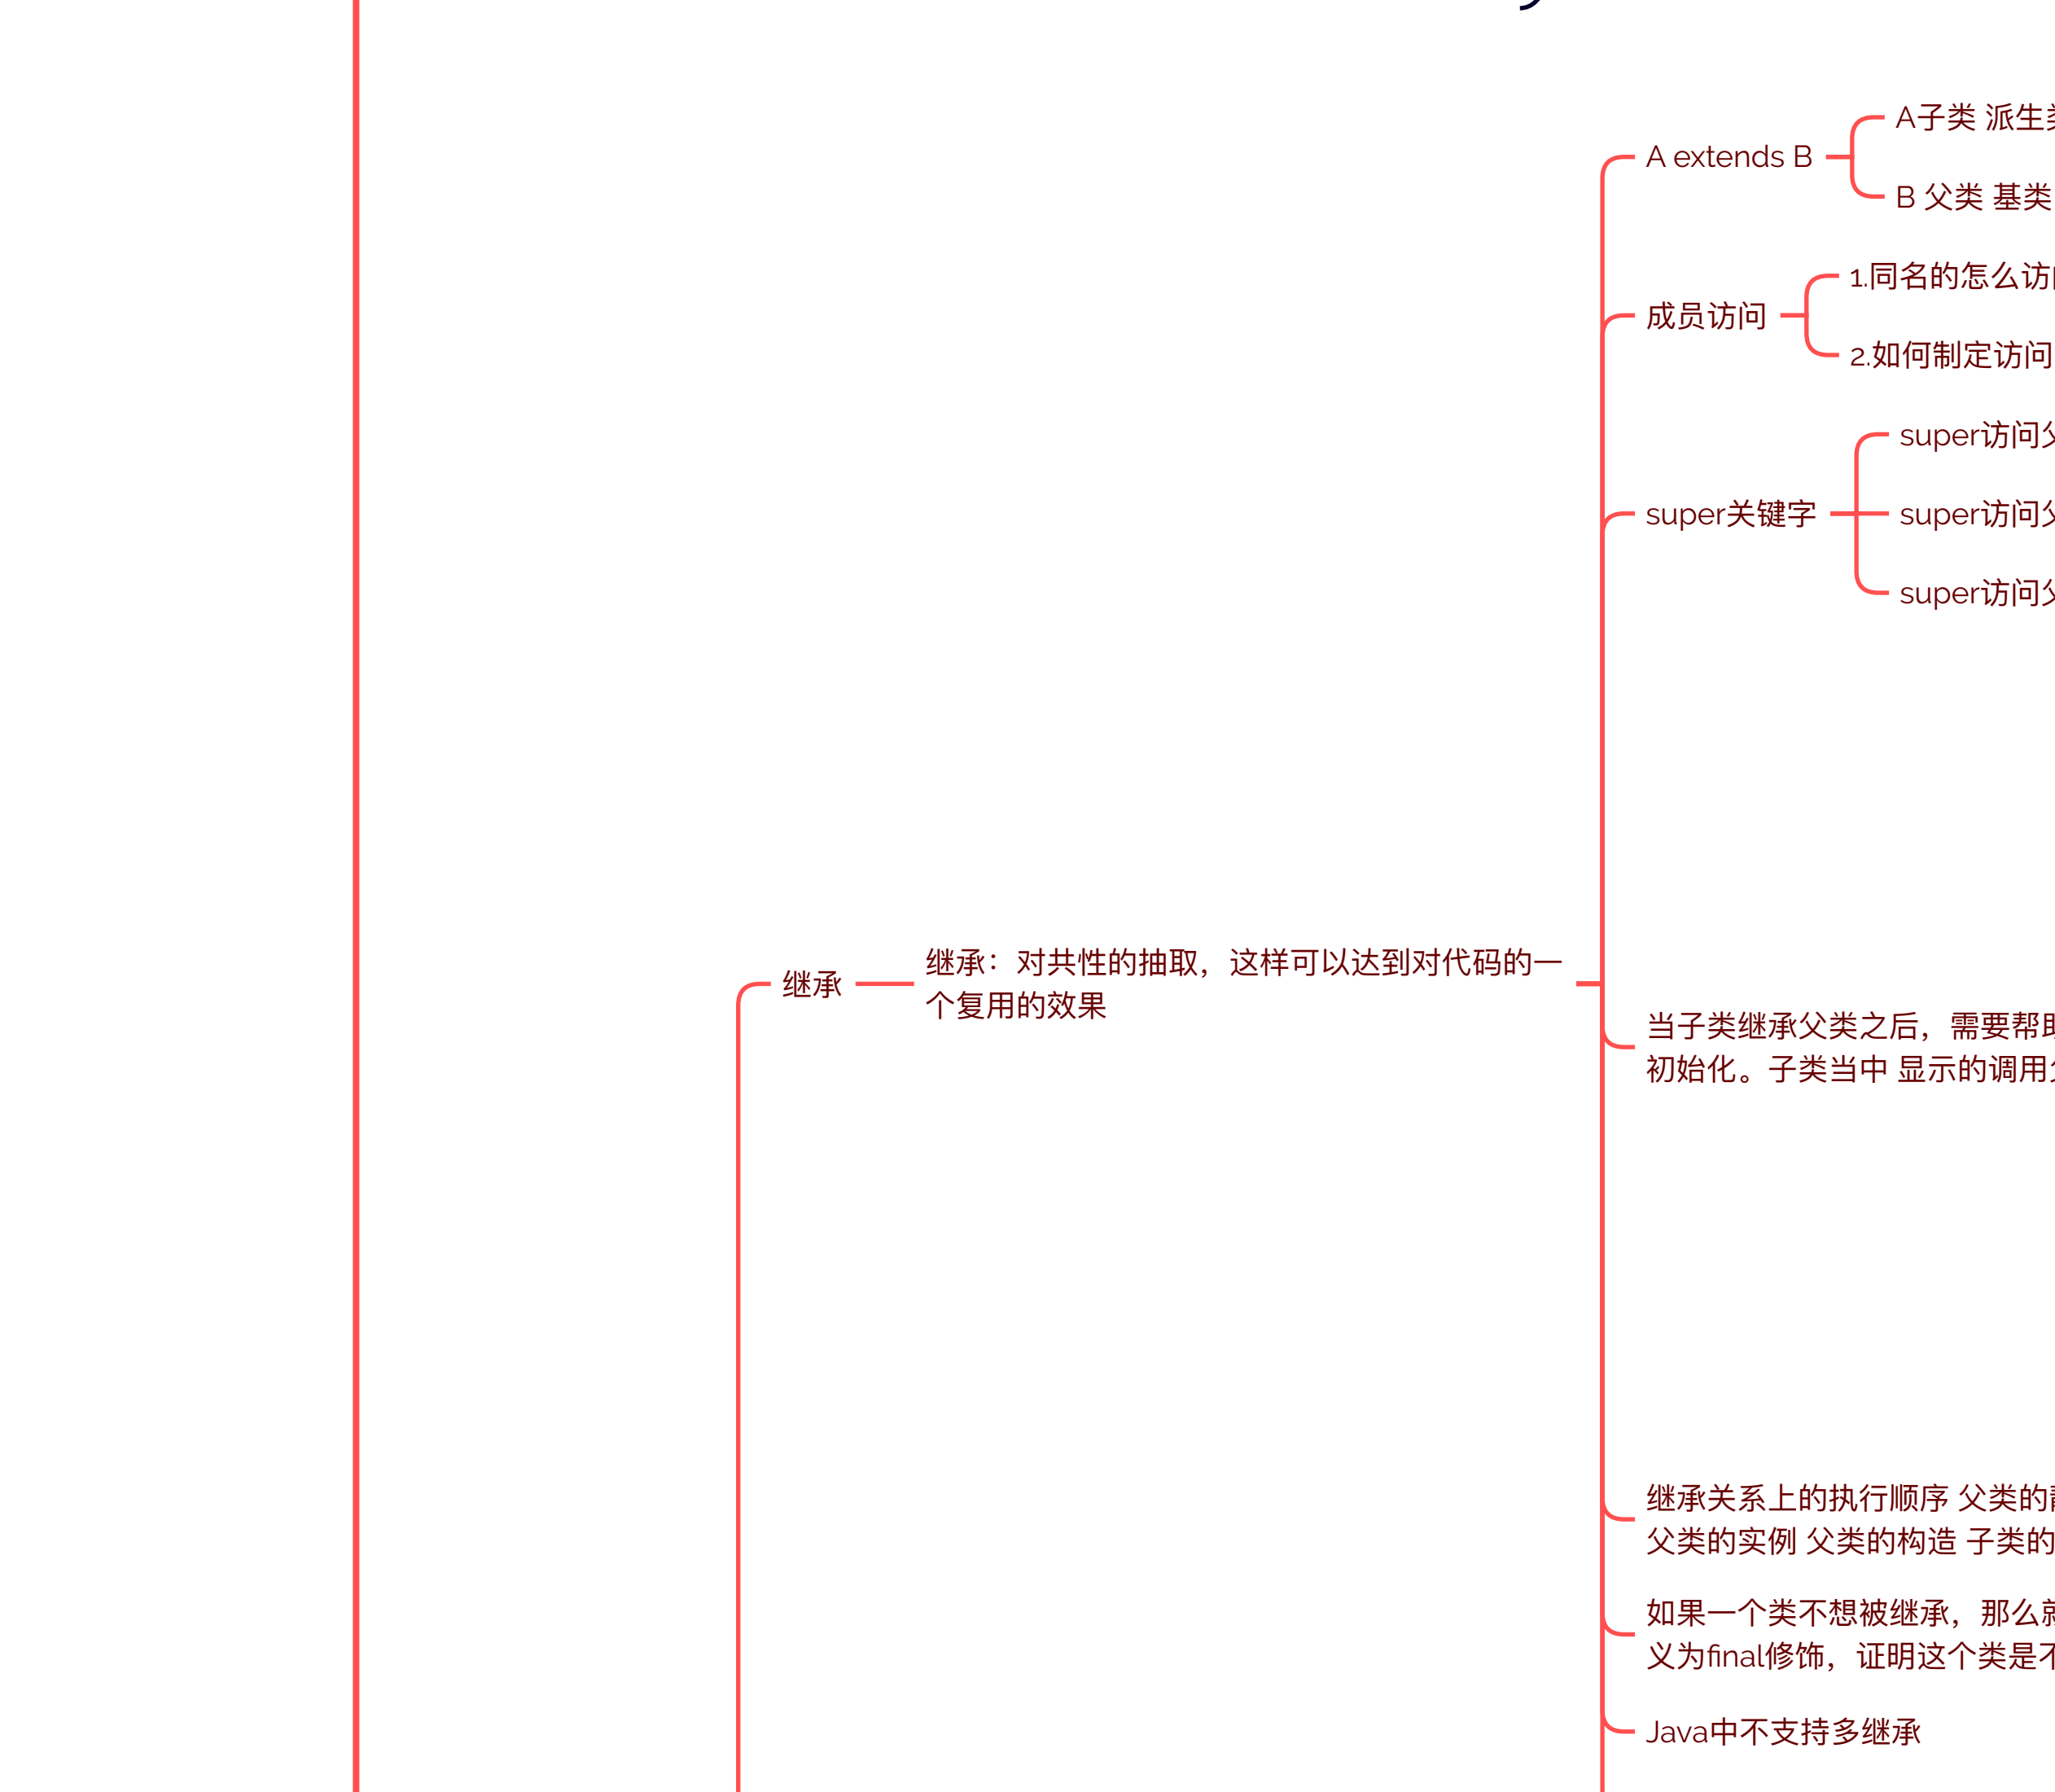 A extends B
A子类 派生类
B 父类 基类
成员访问
1.同名的怎么访
2.如何制定访问
super关键字
super访问父
super访问父
super访问父
继承
继承：对共性的抽取，这样可以达到对代码的一
个复用的效果
当子类继承父类之后，需要帮助
初始化。子类当中 显示的调用
继承关系上的执行顺序 父类的
父类的实例 父类的构造 子类的
如果一个类不想被继承，那么就
义为final修饰，证明这个类是不
Java中不支持多继承